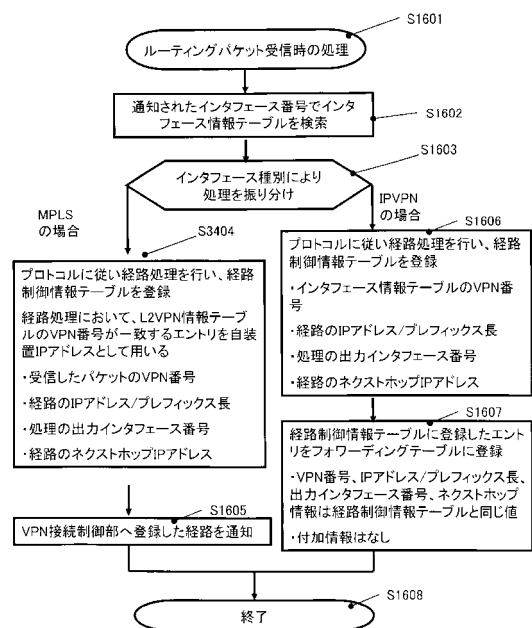 S1601
ルーティングパケット受信時の処理
通知されたインタフェース番号でインタ
フェース情報テーブルを検索
S1602
S1603
インタフェース種別により
処理を振り分け
MPLS
の場合
IPVPN
の場合
S3404
プロトコルに従い経路処理を行い、経路
制御情報テーブルを登録
経路処理において、L2VPN情報テーブ
ルのVPN番号が一致するエントリを自装
置IPアドレスとして用いる
・受信したパケットのVPN番号
・経路のIPアドレス/プレフィックス長
・処理の出力インタフェース番号
・経路のネクストホップIPアドレス
S1606
プロトコルに従い経路処理を行い、経路
制御情報テーブルを登録
・インタフェース情報テーブルのVPN番
号
・経路のIPアドレス/プレフィックス長
・処理の出力インタフェース番号
・経路のネクストホップIPアドレス
S1607
経路制御情報テーブルに登録したエント
リをフォワーディングテーブルに登録
・VPN番号、IPアドレス/プレフィックス長、
出力インタフェース番号、ネクストホップ
情報は経路制御情報テーブルと同じ値
・付加情報はなし
S1605
VPN接続制御部へ登録した経路を通知
S1608
終了